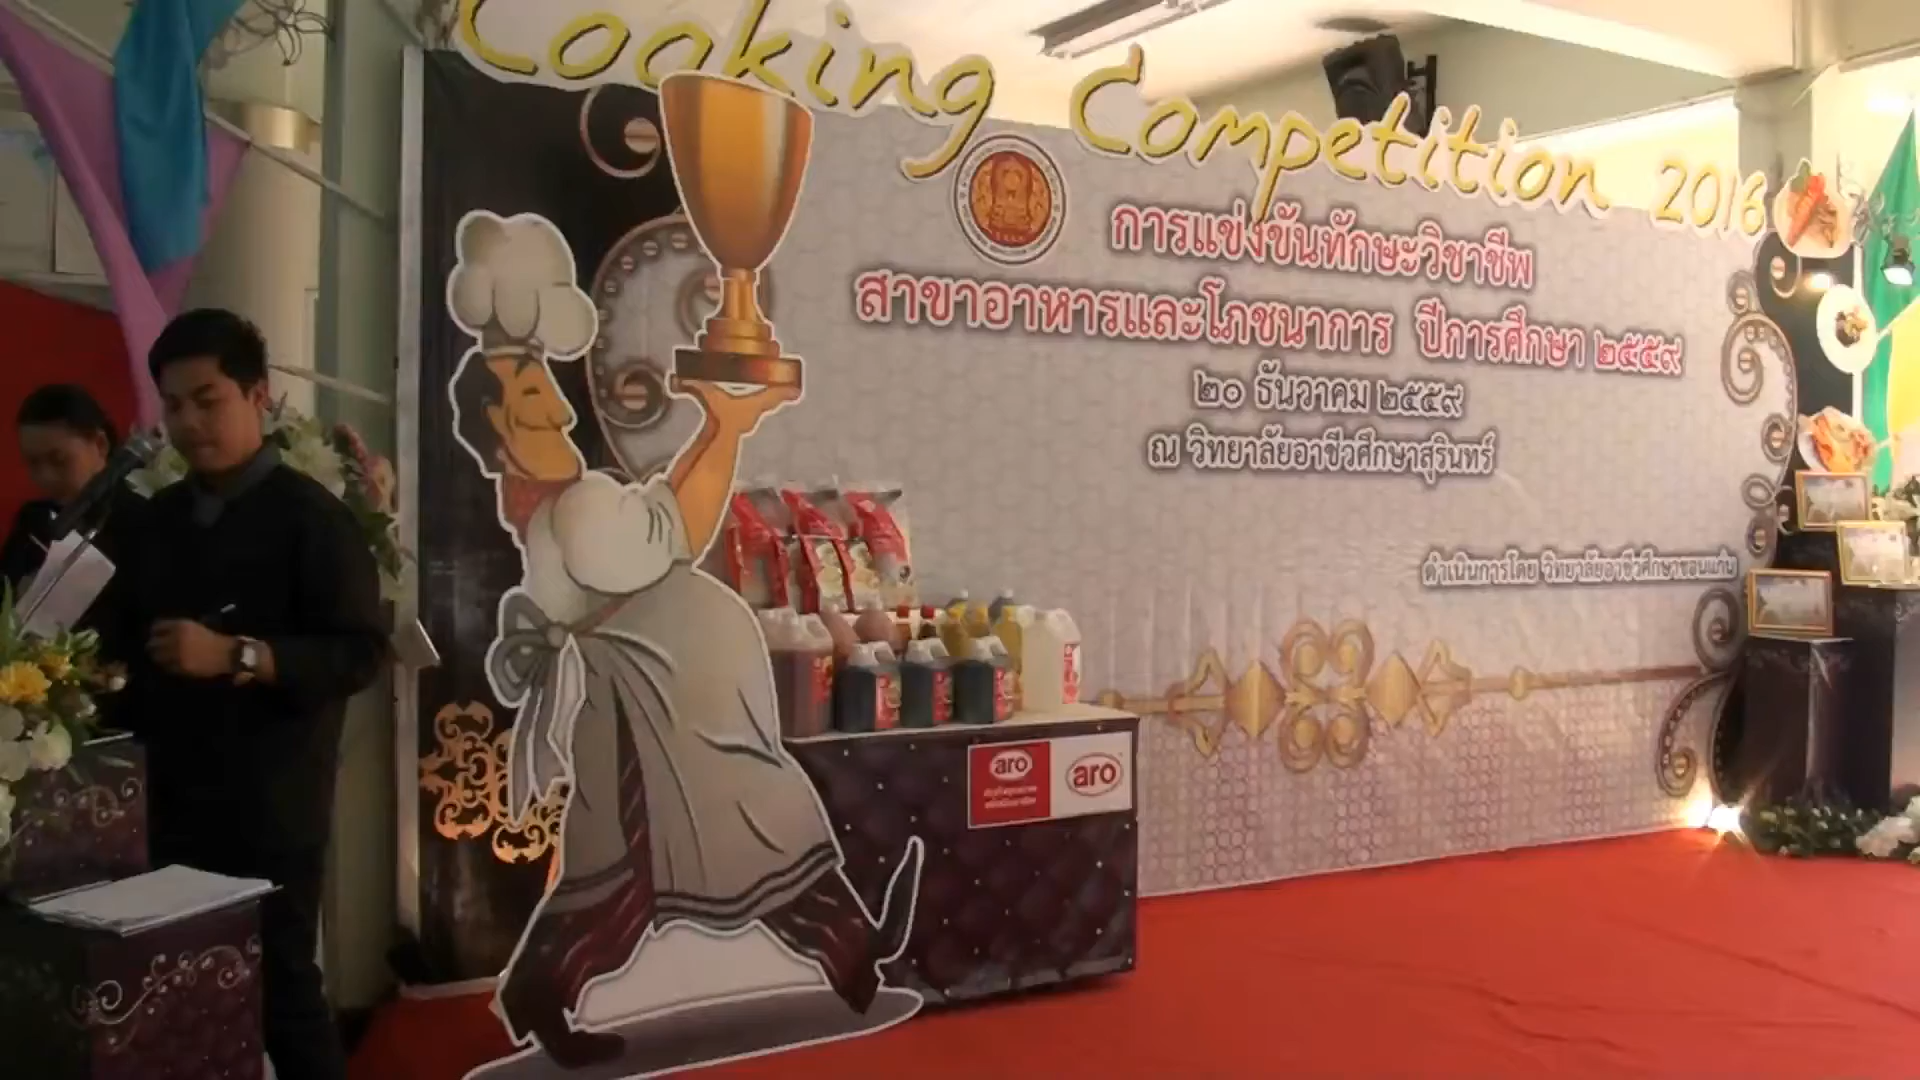 Cooking Competition 2016
การแข่งขันทักษะวิชาชีพ
สาขาอาหารและโภชนาการ ปีการศึกษา ๒๕๕๙
๒๐ ธันวาคม ๒๕๕๙
ณ วิทยาลัยอาชีวศึกษาสุรินทร์
ดำเนินการโดย วิทยาลัยอาชีวศึกษาขอนแก่น
aro
aro